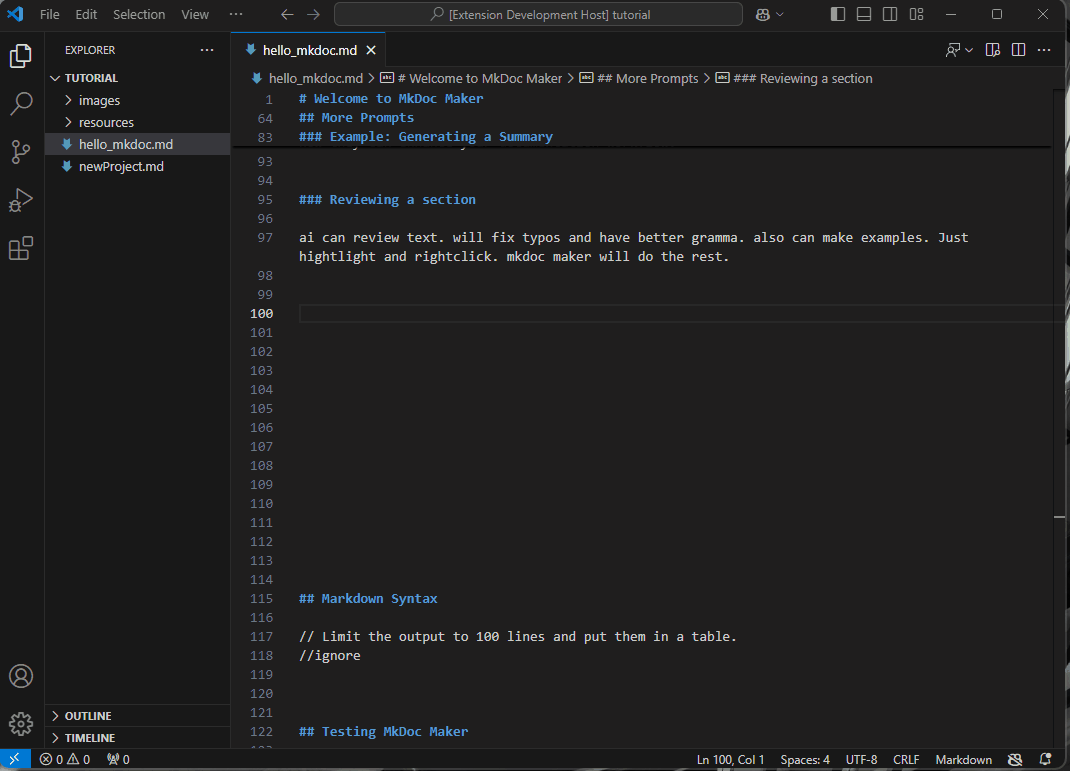 File Edit Selection View ··· [Extension Development Host] tutorial
EXPLORER ···
hello_mkdoc.md
TUTORIAL
images
resources
hello_mkdoc.md
newProject.md
OUTLINE
TIMELINE
hello_mkdoc.md > # Welcome to MkDoc Maker > ## More Prompts > ### Reviewing a section
1 # Welcome to MkDoc Maker
64 ## More Prompts
83 ### Example: Generating a Summary
93
94
95 ### Reviewing a section
96
97 ai can review text. will fix typos and have better gramma. also can make examples. Just
hightlight and rightclick. mkdoc maker will do the rest.
98
99
100
101
102
103
104
105
106
107
108
109
110
111
112
113
114
115 ## Markdown Syntax
116
117 // Limit the output to 100 lines and put them in a table.
118 //ignore
119
120
121
122 ## Testing MkDoc Maker
0 0 0 Ln 100, Col 1 Spaces: 4 UTF-8 CRLF Markdown